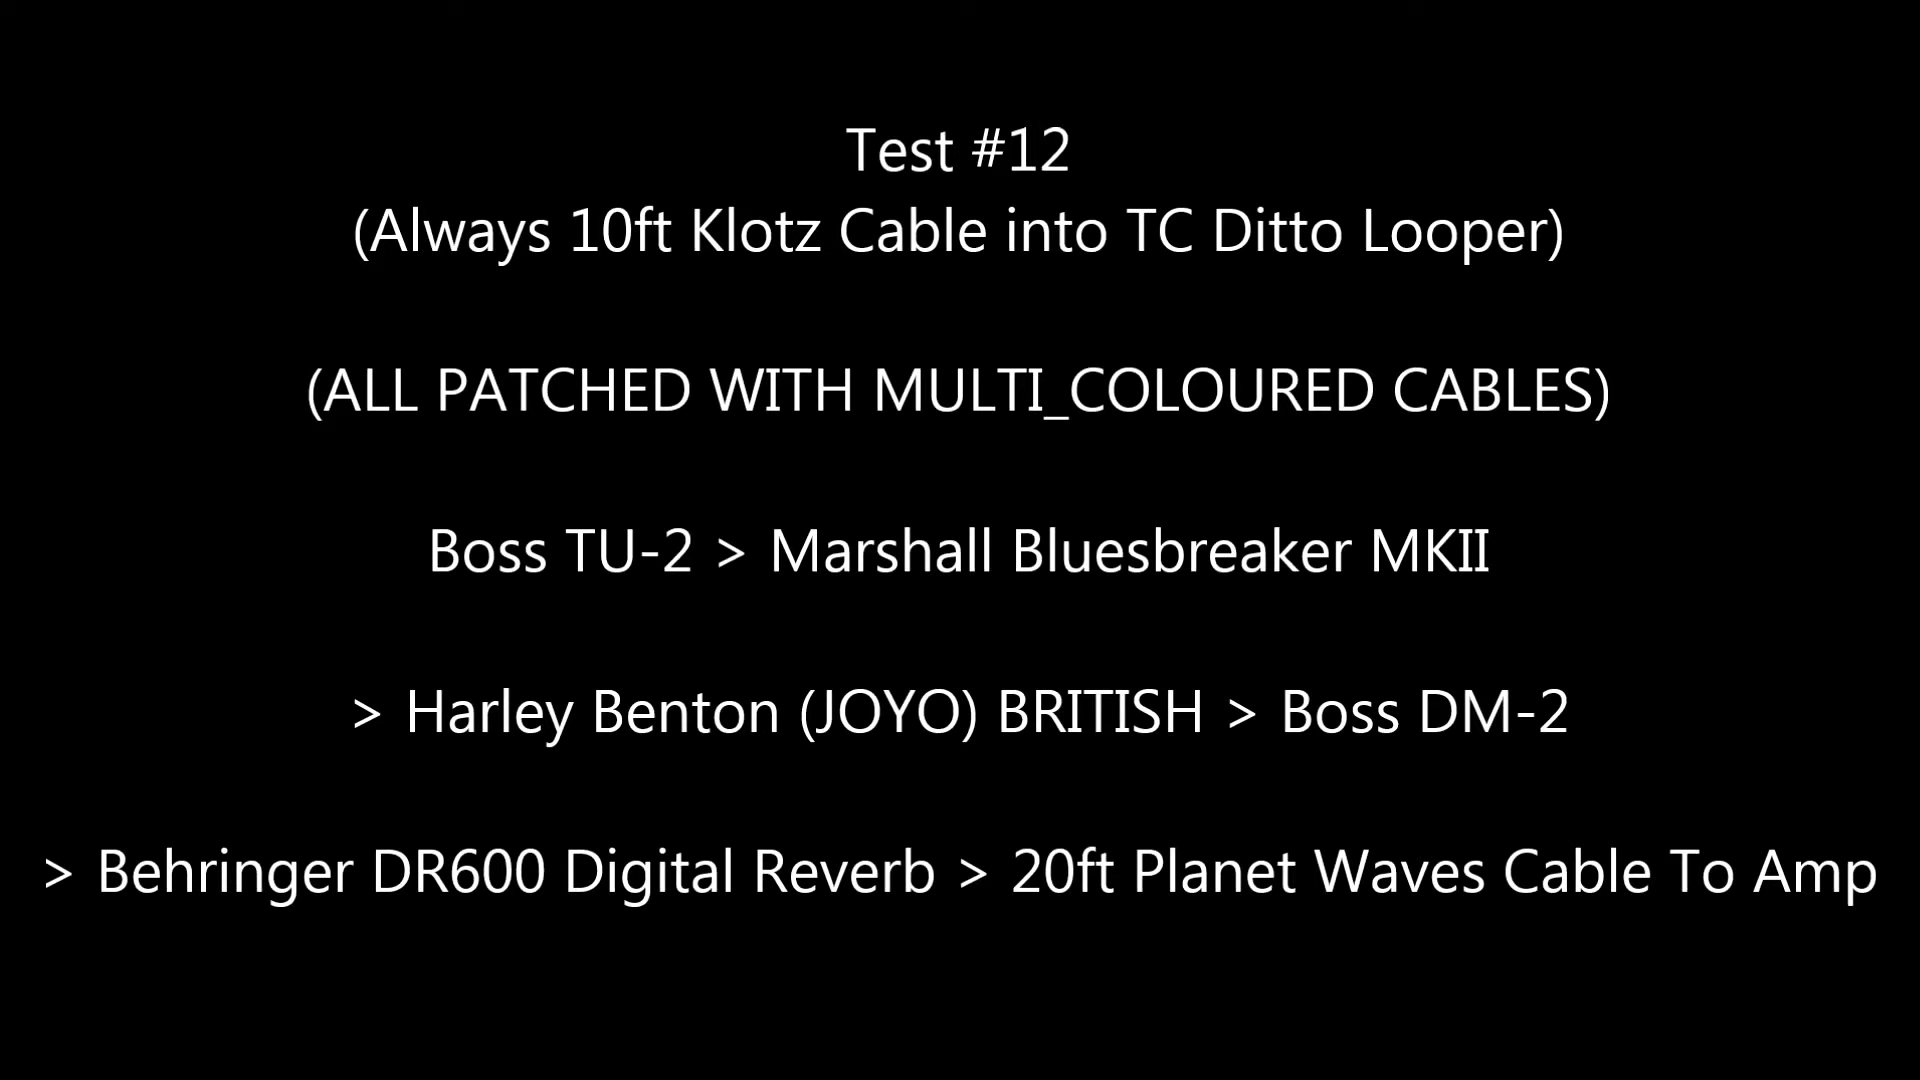 Test #12
(Always 10ft Klotz Cable into TC Ditto Looper)
(ALL PATCHED WITH MULTI_COLOURED CABLES)
Boss TU-2 > Marshall Bluesbreaker MKII
> Harley Benton (JOYO) BRITISH > Boss DM-2
> Behringer DR600 Digital Reverb > 20ft Planet Waves Cable To Amp